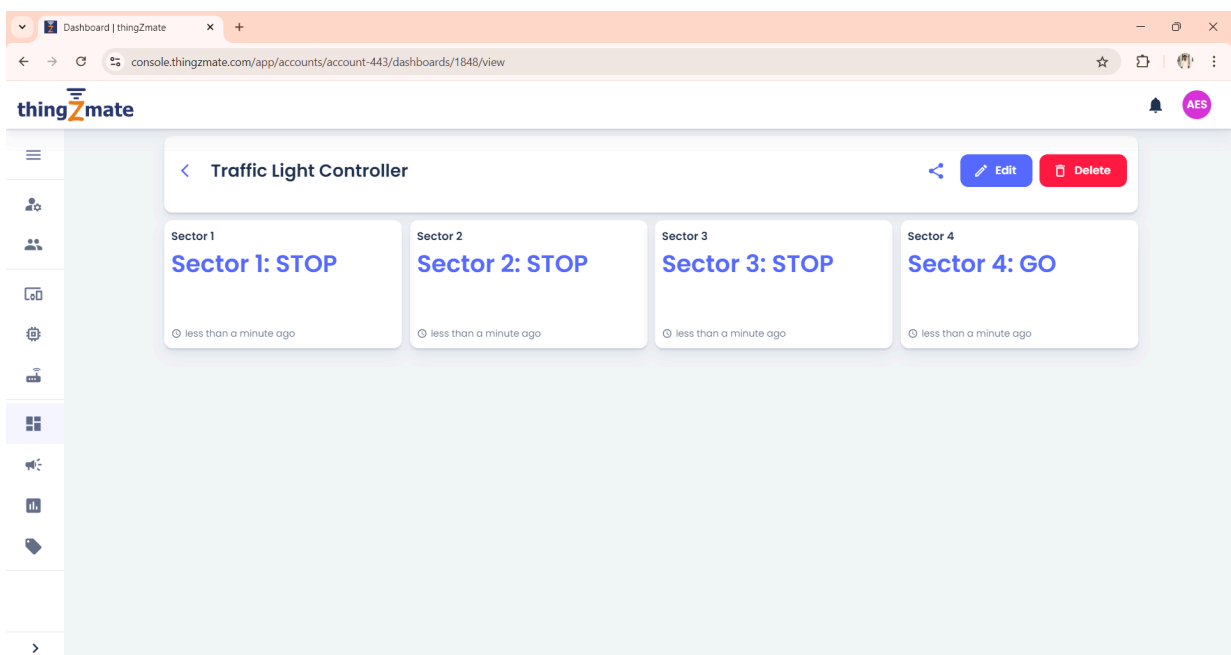 Dashboard | thingZmate
console.thingzmate.com/app/accounts/account-443/dashboards/1848/view
thingZmate
AES
Traffic Light Controller
Edit
Delete
Sector 1
Sector 1: STOP
less than a minute ago
Sector 2
Sector 2: STOP
less than a minute ago
Sector 3
Sector 3: STOP
less than a minute ago
Sector 4
Sector 4: GO
less than a minute ago